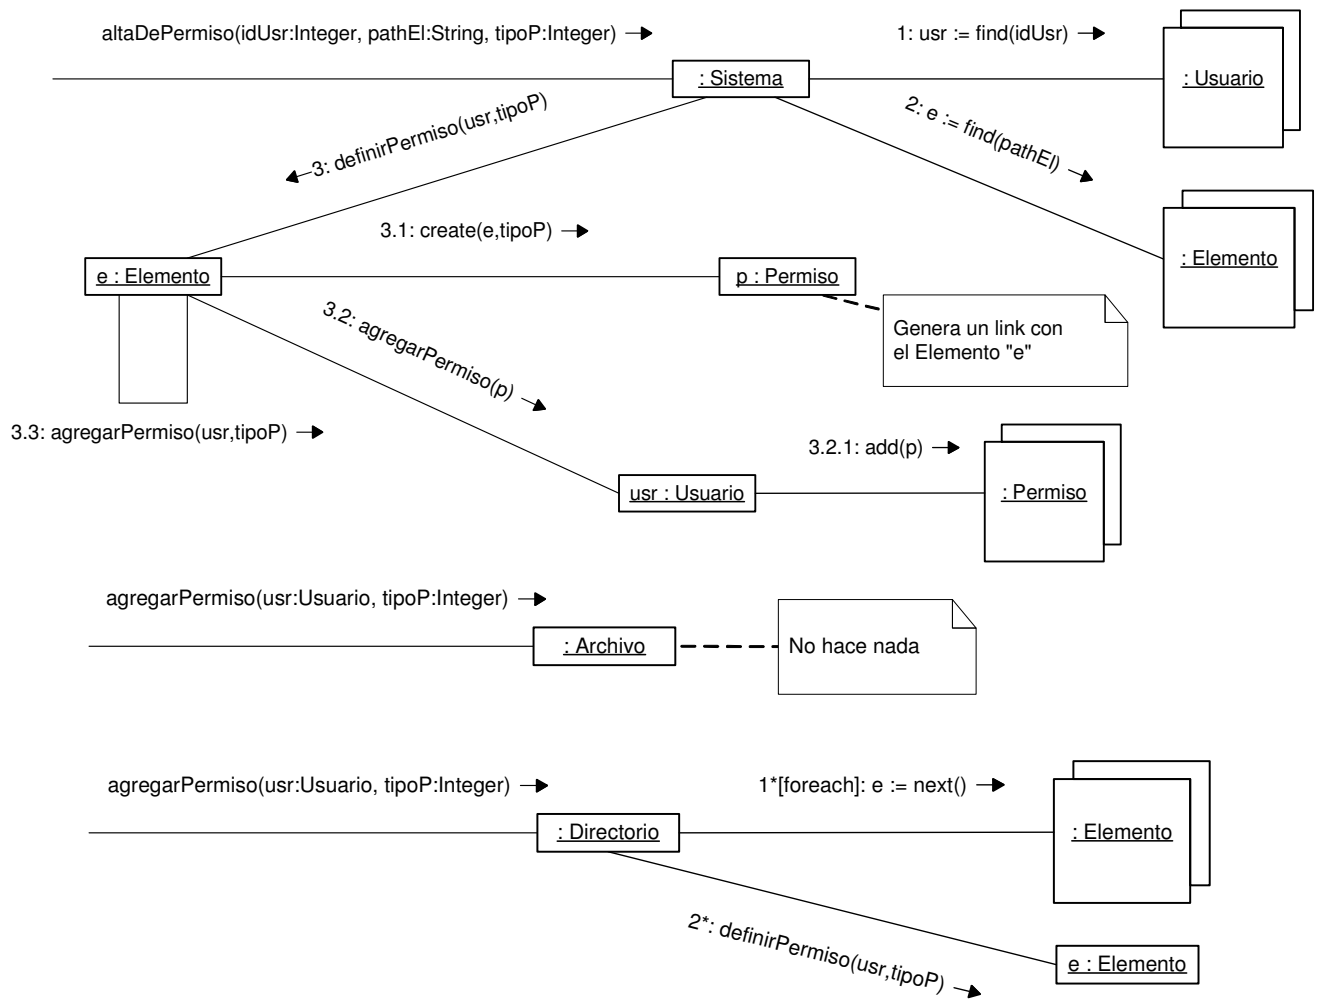 altaDePermiso(idUsr:Integer, pathEl:String, tipoP:Integer)
1: usr := find(idUsr)
: Sistema
: Usuario
2: e := find(pathEl)
3: definirPermiso(usr,tipoP)
3.1: create(e,tipoP)
: Elemento
e : Elemento
p : Permiso
Genera un link con
el Elemento "e"
3.2: agregarPermiso(p)
3.3: agregarPermiso(usr,tipoP)
3.2.1: add(p)
usr : Usuario
: Permiso
agregarPermiso(usr:Usuario, tipoP:Integer)
: Archivo
No hace nada
agregarPermiso(usr:Usuario, tipoP:Integer)
1*[foreach]: e := next()
: Directorio
: Elemento
2*: definirPermiso(usr,tipoP)
e : Elemento